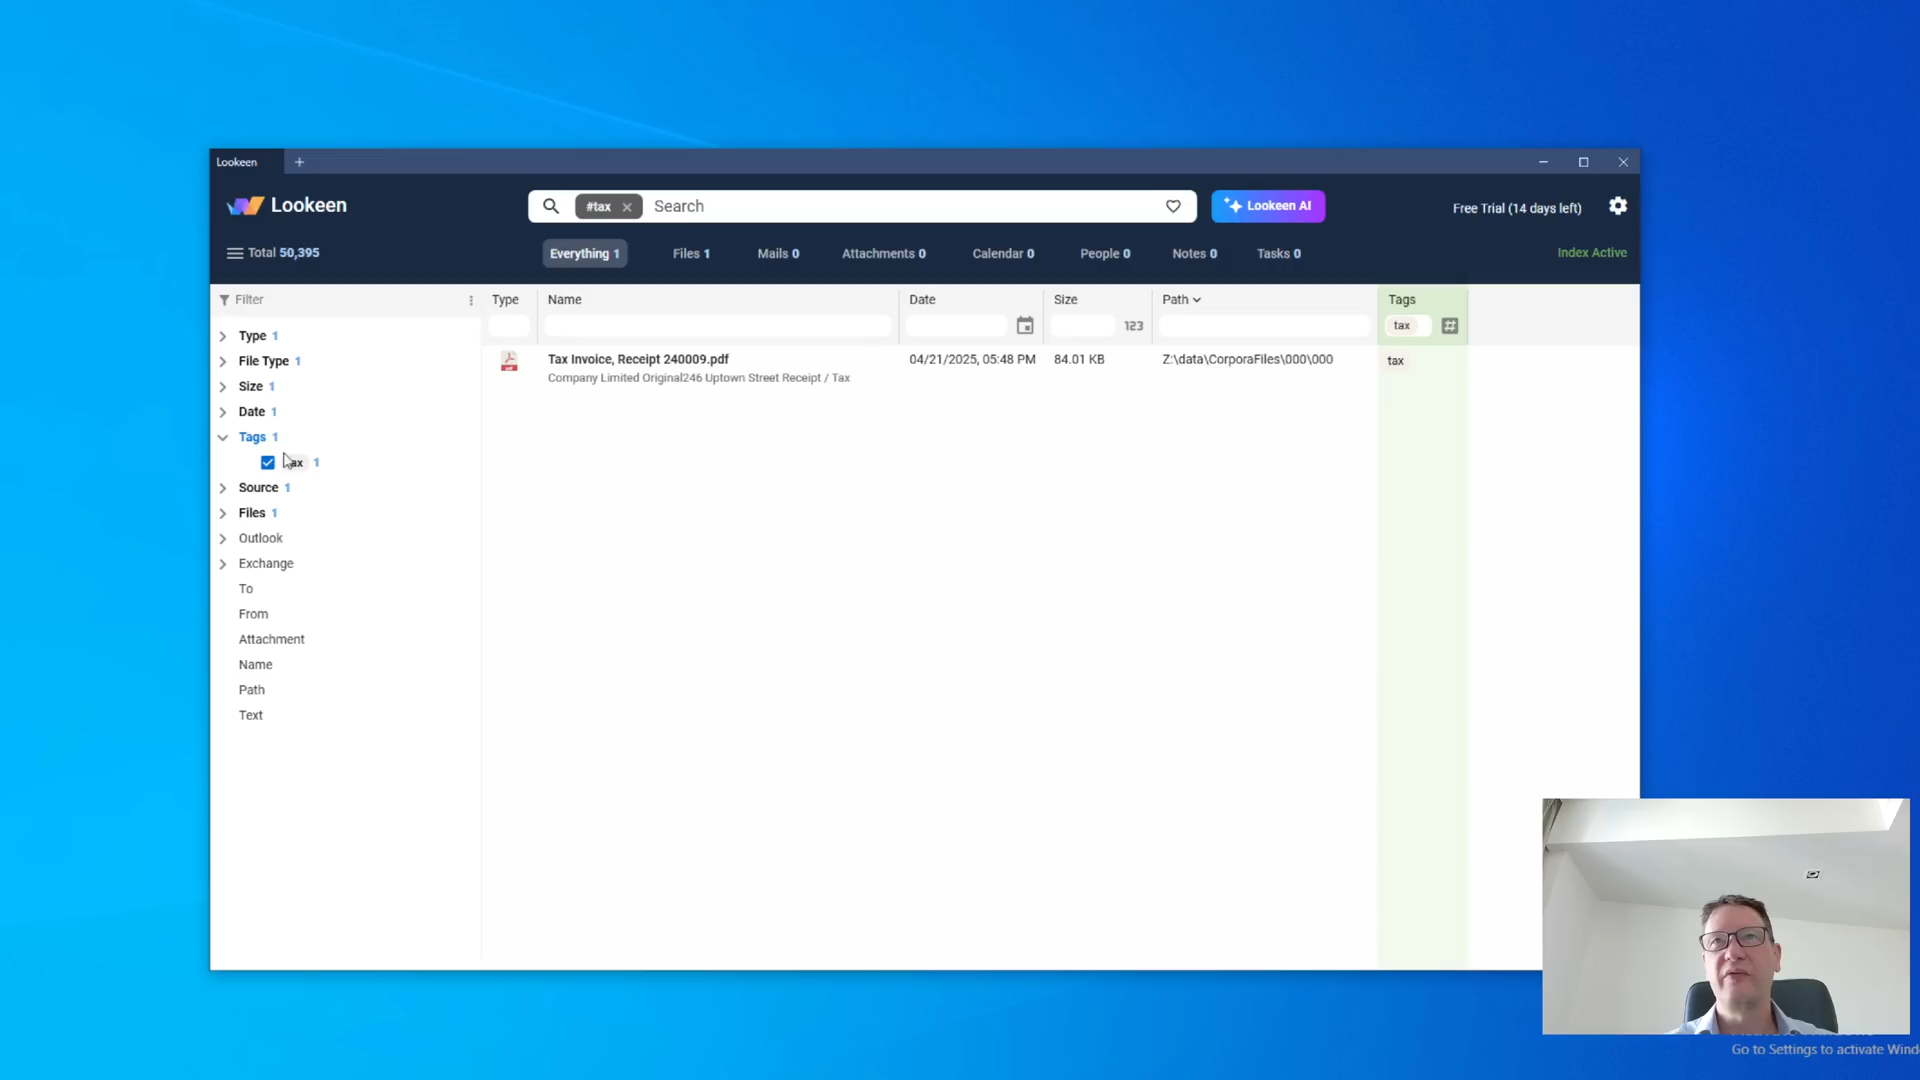 Lookeen
Lookeen
#tax
Search
Lookeen AI
Free Trial (14 days left)
Total 50,395
Everything 1
Files 1
Mails 0
Attachments 0
Calendar 0
People 0
Notes 0
Tasks 0
Index Active
Filter
Type
Name
Date
Size
Path
Tags
123
tax
Type 1
File Type 1
Size 1
Date 1
Tags 1
1
Source 1
Files 1
Outlook
Exchange
To
From
Attachment
Name
Path
Text
Tax Invoice, Receipt 240009.pdf
04/21/2025, 05:48 PM
84.01 KB
Z:\data\CorporaFiles\000\000
tax
Company Limited Original246 Uptown Street Receipt / Tax
Go to Settings to activate Wind